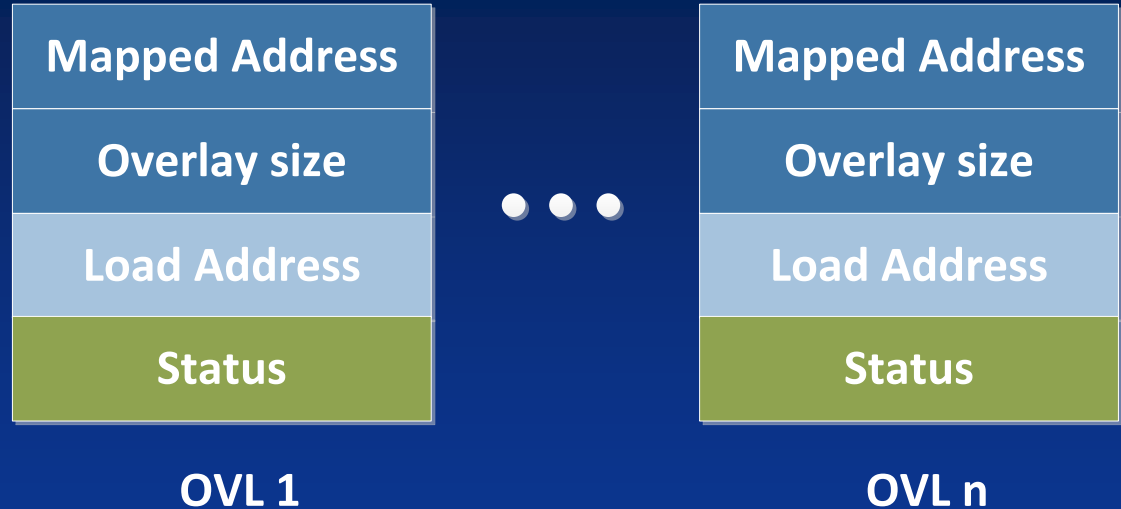 Mapped Address
Overlay size
Load Address
Status
OVL 1
Mapped Address
Overlay size
Load Address
Status
OVL n